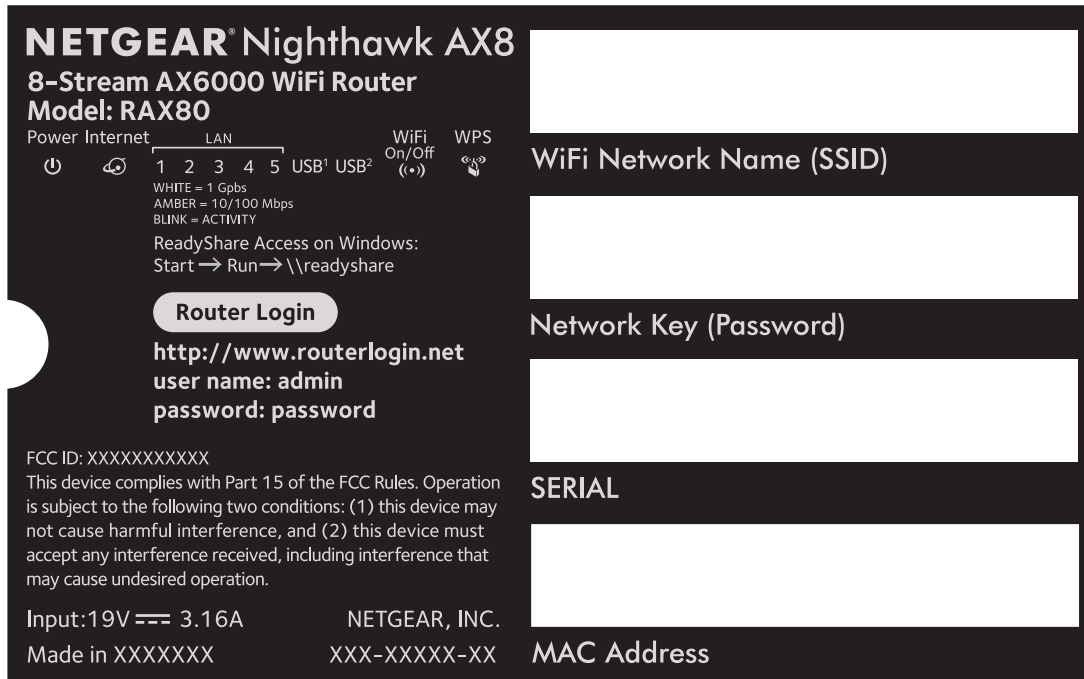 NETGEAR® Nighthawk AX8
8-Stream AX6000 WiFi Router
Model: RAX80
Power Internet LAN WiFi On/Off WPS
1 2 3 4 5 USB¹ USB²
WHITE = 1 Gpbs
AMBER = 10/100 Mbps
BLINK = ACTIVITY
ReadyShare Access on Windows:
Start → Run → \\readyshare
Router Login
http://www.routerlogin.net
user name: admin
password: password
FCC ID: XXXXXXXXXXX
This device complies with Part 15 of the FCC Rules. Operation
is subject to the following two conditions: (1) this device may
not cause harmful interference, and (2) this device must
accept any interference received, including interference that
may cause undesired operation.
Input:19V ⎓ 3.16A NETGEAR, INC.
Made in XXXXXXX XXX-XXXXX-XX
WiFi Network Name (SSID)
Network Key (Password)
SERIAL
MAC Address